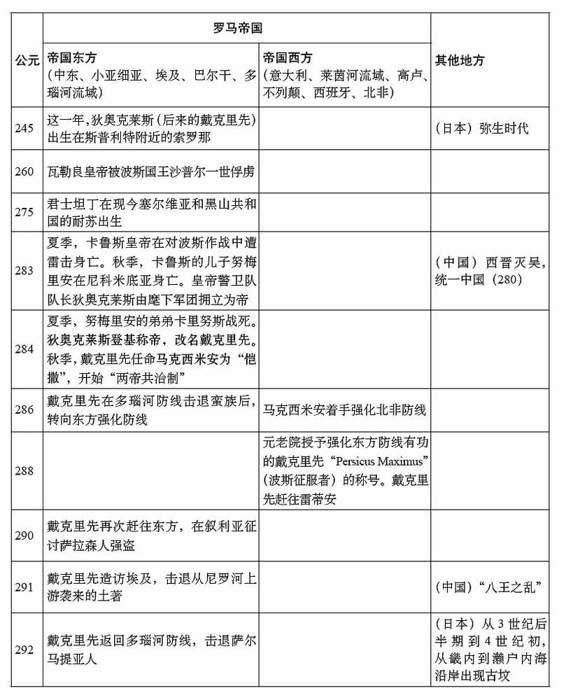 公元
罗马帝国
帝国东方
（中东、小亚细亚、埃及、巴尔干、多
瑙河流域）
帝国西方
（意大利、莱茵河流域、高卢、
不列颠、西班牙、北非）
其他地方
245
这一年，狄奥克莱斯（后来的戴克里先）
出生在斯普利特附近的索罗那
（日本）弥生时代
260
瓦勒良皇帝被波斯国王沙普尔一世俘虏
275
君士坦丁在现今塞尔维亚和黑山共和
国的耐苏出生
283
夏季，卡鲁斯皇帝在对波斯作战中遭
雷击身亡。秋季，卡鲁斯的儿子努梅
里安在尼科米底亚身亡。皇帝警卫队
队长狄奥克莱斯由麾下军团拥立为帝
（中国）西晋灭吴，
统一中国（280）
284
夏季，努梅里安的弟弟卡里努斯战死。
狄奥克莱斯登基称帝，改名戴克里先。
秋季，戴克里先任命马克西米安为“恺
撒”，开始“两帝共治制”
286
戴克里先在多瑙河防线击退蛮族后，
转向东方强化防线
马克西米安着手强化北非防线
288
元老院授予强化东方防线有功
的戴克里先“Persicus Maximus”
（波斯征服者）的称号。戴克里
先赶往雷蒂安
290
戴克里先再次赶往东方，在叙利亚征
讨萨拉森人强盗
291
戴克里先造访埃及，击退从尼罗河上
游袭来的土著
（中国）“八王之乱”
292
戴克里先返回多瑙河防线，击退萨尔
马提亚人
（日本）从 3 世纪后
半期到 4 世纪初，
从畿内到濑户内海
沿岸出现古坟